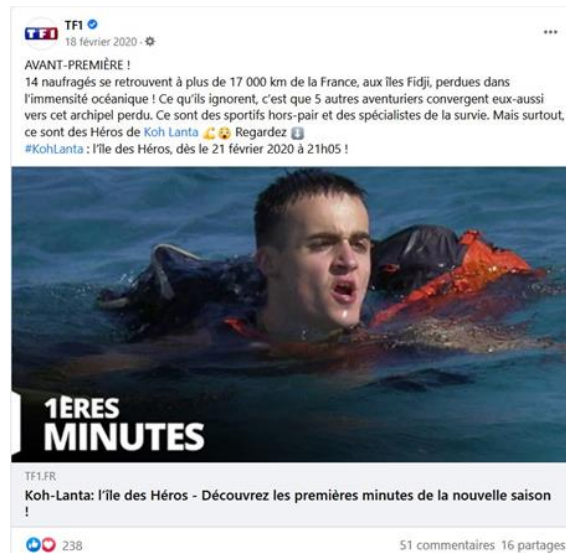 TF1
TF1
18 février 2020 ·
AVANT-PREMIÈRE !
14 naufragés se retrouvent à plus de 17 000 km de la France, aux îles Fidji, perdues dans
l'immensité océanique ! Ce qu'ils ignorent, c'est que 5 autres aventuriers convergent eux-aussi
vers cet archipel perdu. Ce sont des sportifs hors-pair et des spécialistes de la survie. Mais surtout,
ce sont des Héros de Koh Lanta 💪😵 Regardez ⬇️
#KohLanta : l'île des Héros, dès le 21 février 2020 à 21h05 !
1ÈRES
MINUTES
TF1.FR
Koh-Lanta: l'île des Héros - Découvrez les premières minutes de la nouvelle saison
!
238
51 commentaires 16 partages